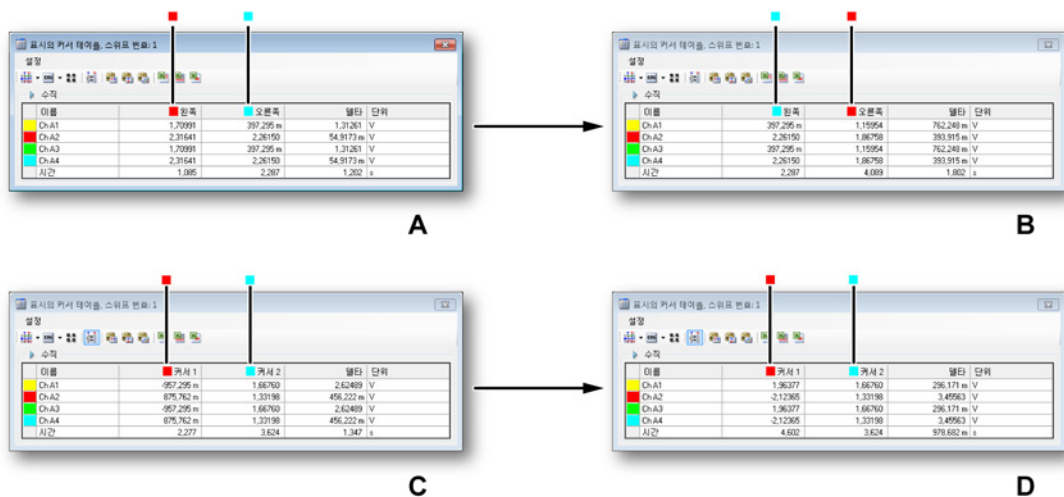 표시의 커서 테이블, 스위프 번호: 1
설정
수직
이름 왼쪽 오른쪽 델타 단위
Ch A1 1,70991 397,295 m 1,31261 V
Ch A2 2,31641 2,26150 54,9173 m V
Ch A3 1,70991 397,295 m 1,31261 V
Ch A4 2,31641 2,26150 54,9173 m V
시간 1,085 2,287 1,202 s
A
표시의 커서 테이블, 스위프 번호: 1
설정
수직
이름 왼쪽 오른쪽 델타 단위
Ch A1 397,295 m 1,15954 762,248 m V
Ch A2 2,26150 1,86758 393,915 m V
Ch A3 397,295 m 1,15954 762,248 m V
Ch A4 2,26150 1,86758 393,915 m V
시간 2,287 4,089 1,802 s
B
표시의 커서 테이블, 스위프 번호: 1
설정
수직
이름 커서 1 커서 2 델타 단위
Ch A1 -957,295 m 1,66760 2,62489 V
Ch A2 875,762 m 1,33198 456,222 m V
Ch A3 -957,295 m 1,66760 2,62489 V
Ch A4 875,762 m 1,33198 456,222 m V
시간 2,277 3,624 1,347 s
C
표시의 커서 테이블, 스위프 번호: 1
설정
수직
이름 커서 1 커서 2 델타 단위
Ch A1 1,96377 1,66760 296,171 m V
Ch A2 -2,12365 1,33198 3,45563 V
Ch A3 1,96377 1,66760 296,171 m V
Ch A4 -2,12365 1,33198 3,45563 V
시간 4,602 3,624 978,682 m s
D